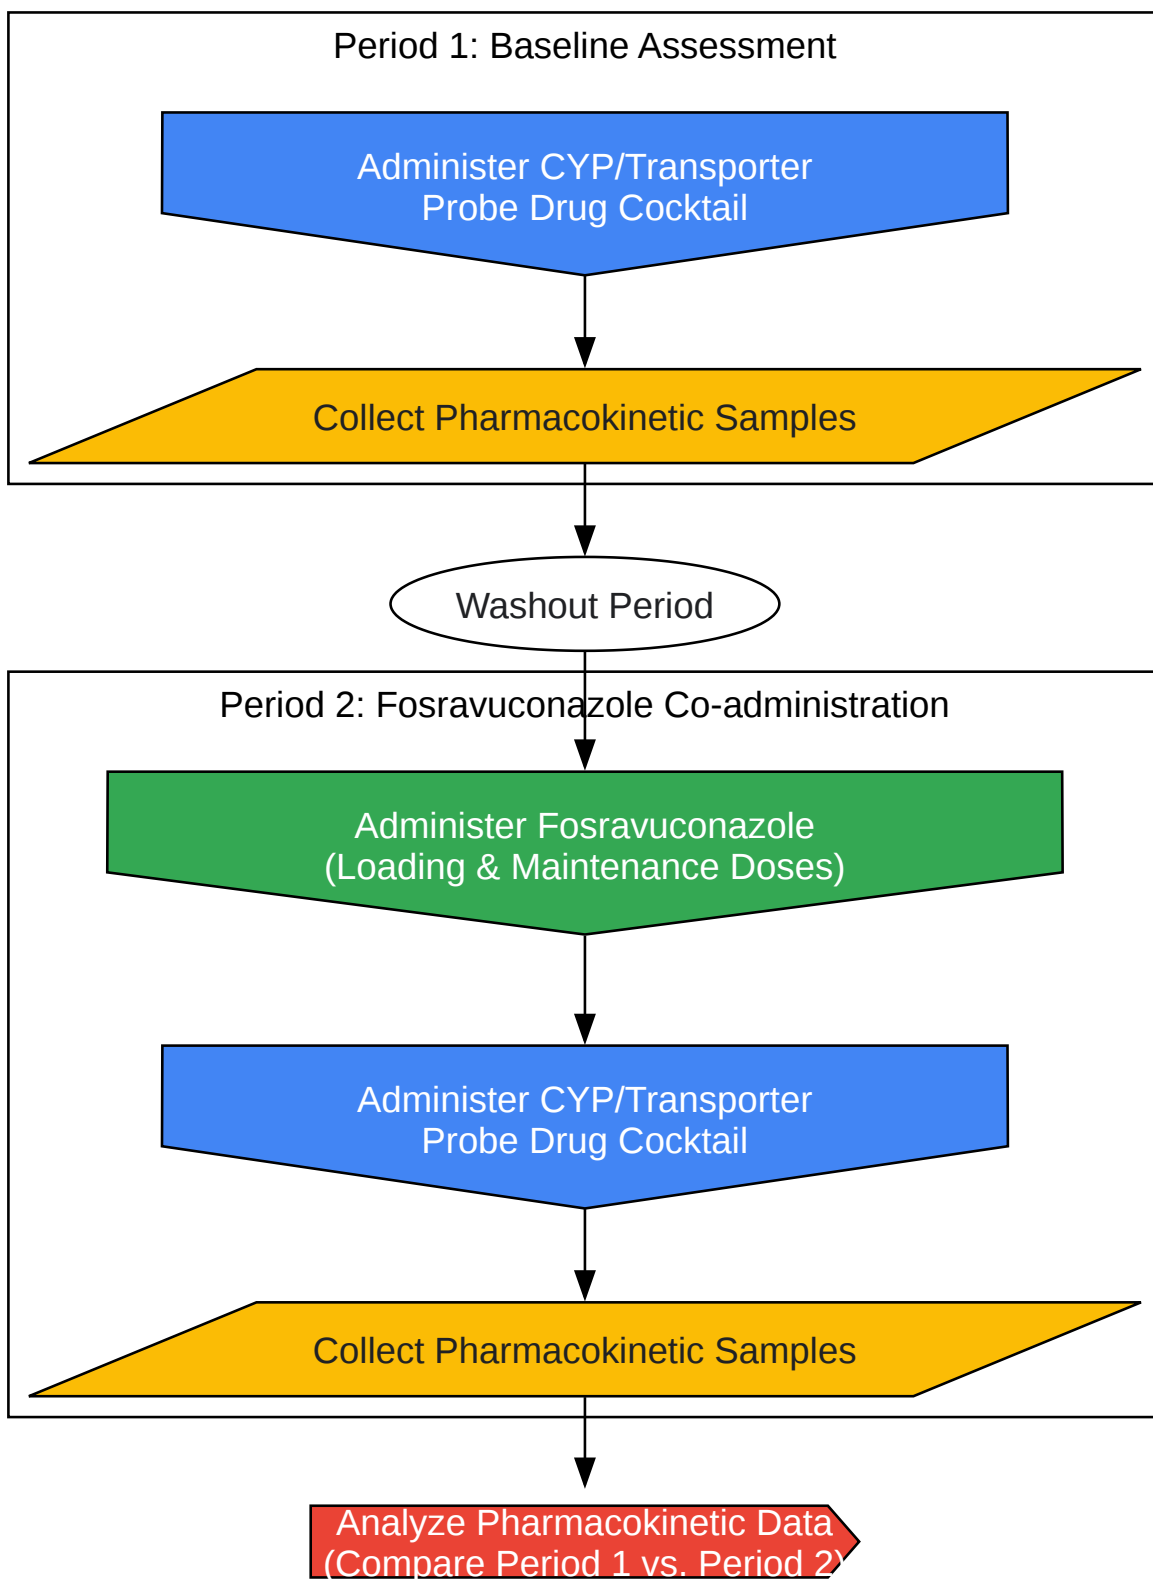 Period 1: Baseline Assessment
Administer CYP/Transporter
Probe Drug Cocktail
Collect Pharmacokinetic Samples
Washout Period
Period 2: Fosravuconazole Co-administration
Administer Fosravuconazole
(Loading & Maintenance Doses)
Administer CYP/Transporter
Probe Drug Cocktail
Collect Pharmacokinetic Samples
Analyze Pharmacokinetic Data
(Compare Period 1 vs. Period 2)